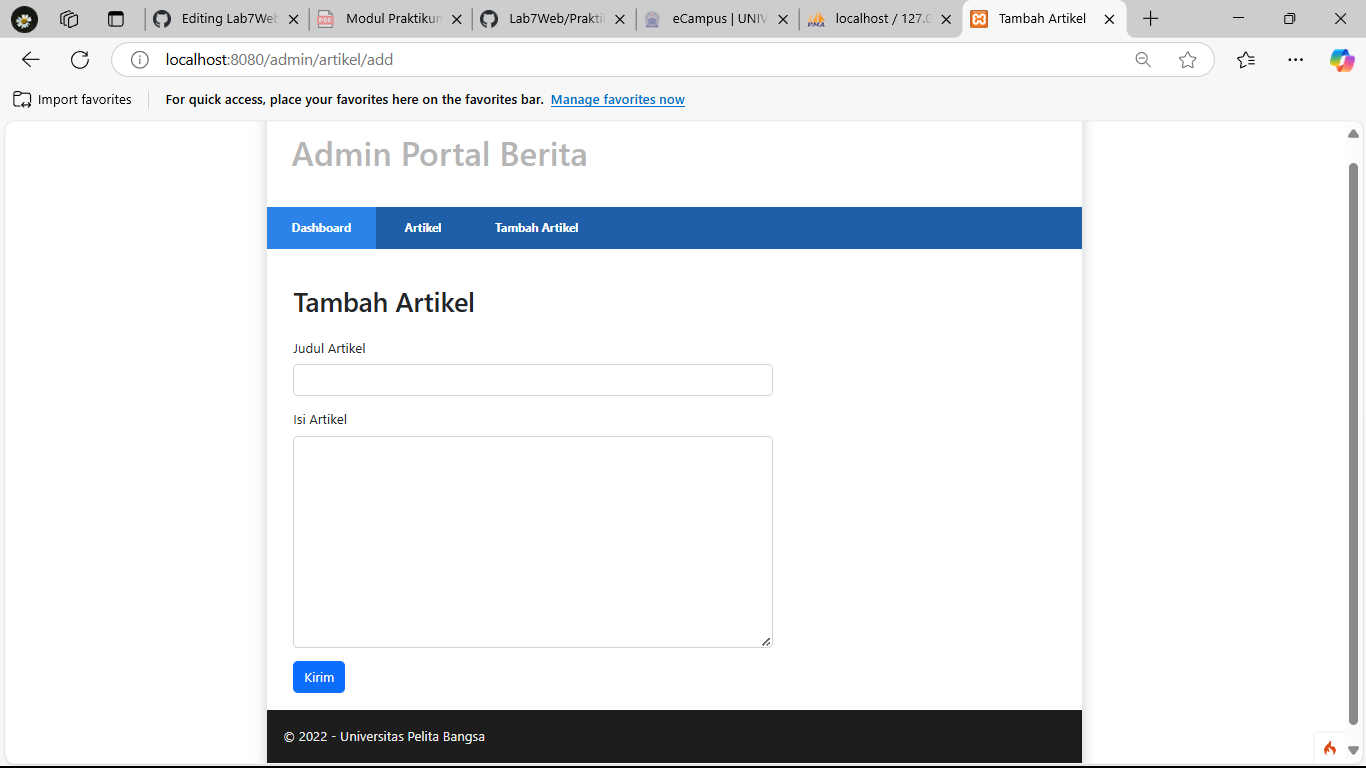 Editing Lab7Web
Modul Praktikun
Lab7Web/Prakti
eCampus | UNIV
localhost / 127.0
Tambah Artikel
localhost:8080/admin/artikel/add
Import favorites
For quick access, place your favorites here on the favorites bar. Manage favorites now
Admin Portal Berita
Dashboard
Artikel
Tambah Artikel
Tambah Artikel
Judul Artikel
Isi Artikel
Kirim
© 2022 - Universitas Pelita Bangsa